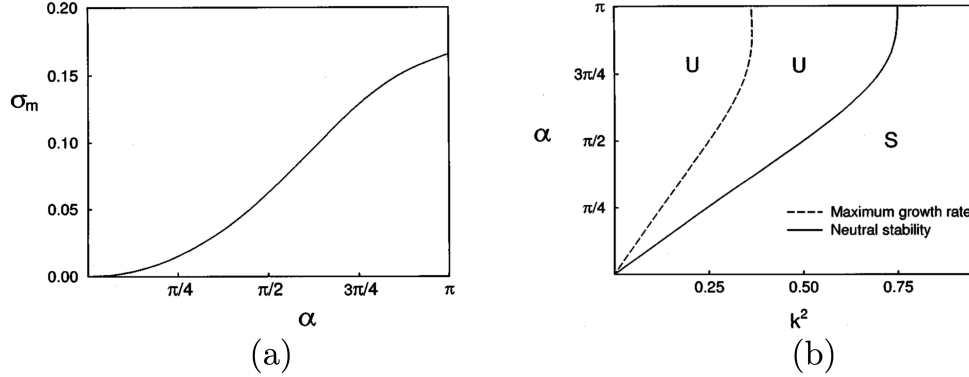 0.20
0.15
σm
0.10
0.05
0.00
π/4
π/2
3π/4
π
α
(a)
π
3π/4
α
π/2
π/4
U
U
S
Maximum growth rate
Neutral stability
0.25
0.50
0.75
k²
(b)